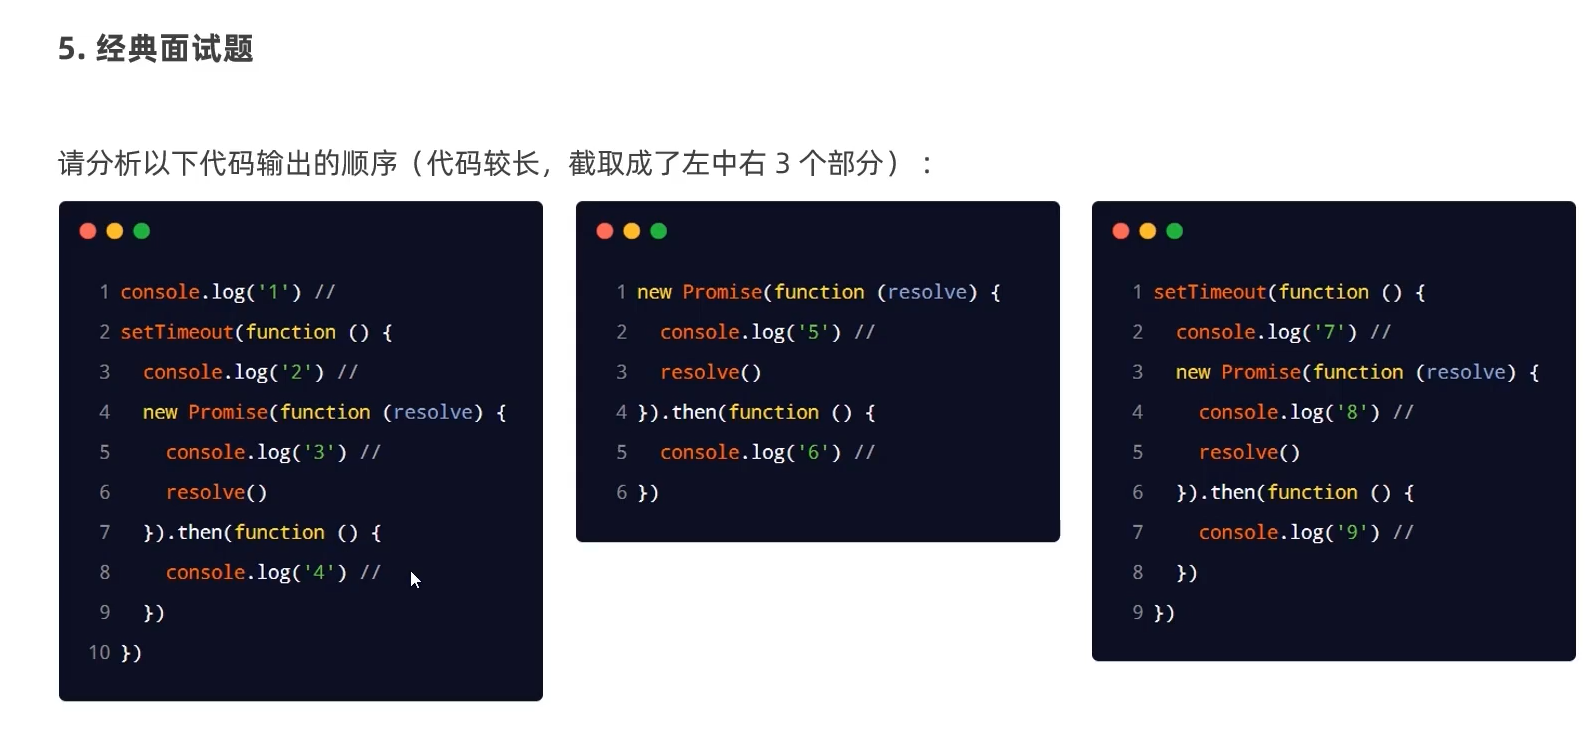 5. 经典面试题
请分析以下代码输出的顺序（代码较长，截取成了左中右 3 个部分）：
1 console.log('1') //
2 setTimeout(function () {
3   console.log('2') //
4   new Promise(function (resolve) {
5     console.log('3') //
6     resolve()
7   }).then(function () {
8     console.log('4') //
9   })
10 })
1 new Promise(function (resolve) {
2   console.log('5') //
3   resolve()
4 }).then(function () {
5   console.log('6') //
6 })
1 setTimeout(function () {
2   console.log('7') //
3   new Promise(function (resolve) {
4     console.log('8') //
5     resolve()
6   }).then(function () {
7     console.log('9') //
8   })
9 })